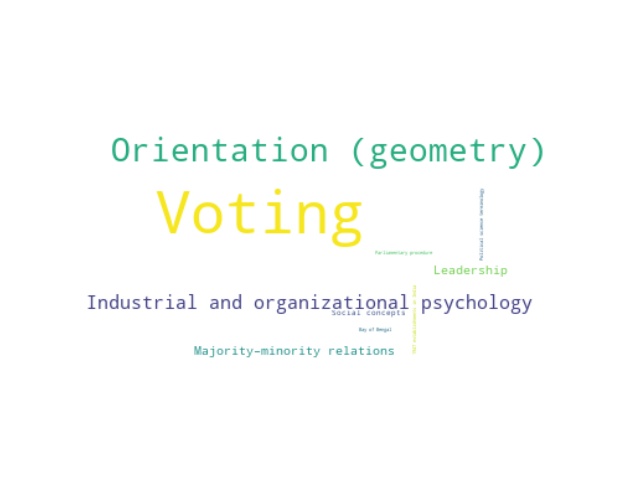 Orientation (geometry)
Voting
Political science terminology
Parliamentary procedure
Leadership
Industrial and organizational psychology
Social concepts
Bay of Bengal
Majority–minority relations